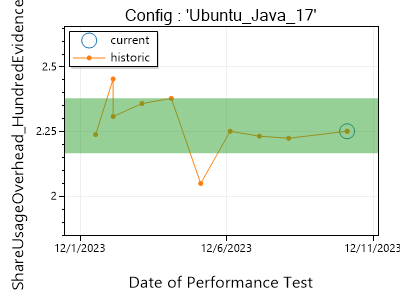 Config : 'Ubuntu_Java_17'
current
historic
ShareUsageOverhead_HundredEvidence
2.5
2.25
2
12/1/2023
12/6/2023
12/11/2023
Date of Performance Test